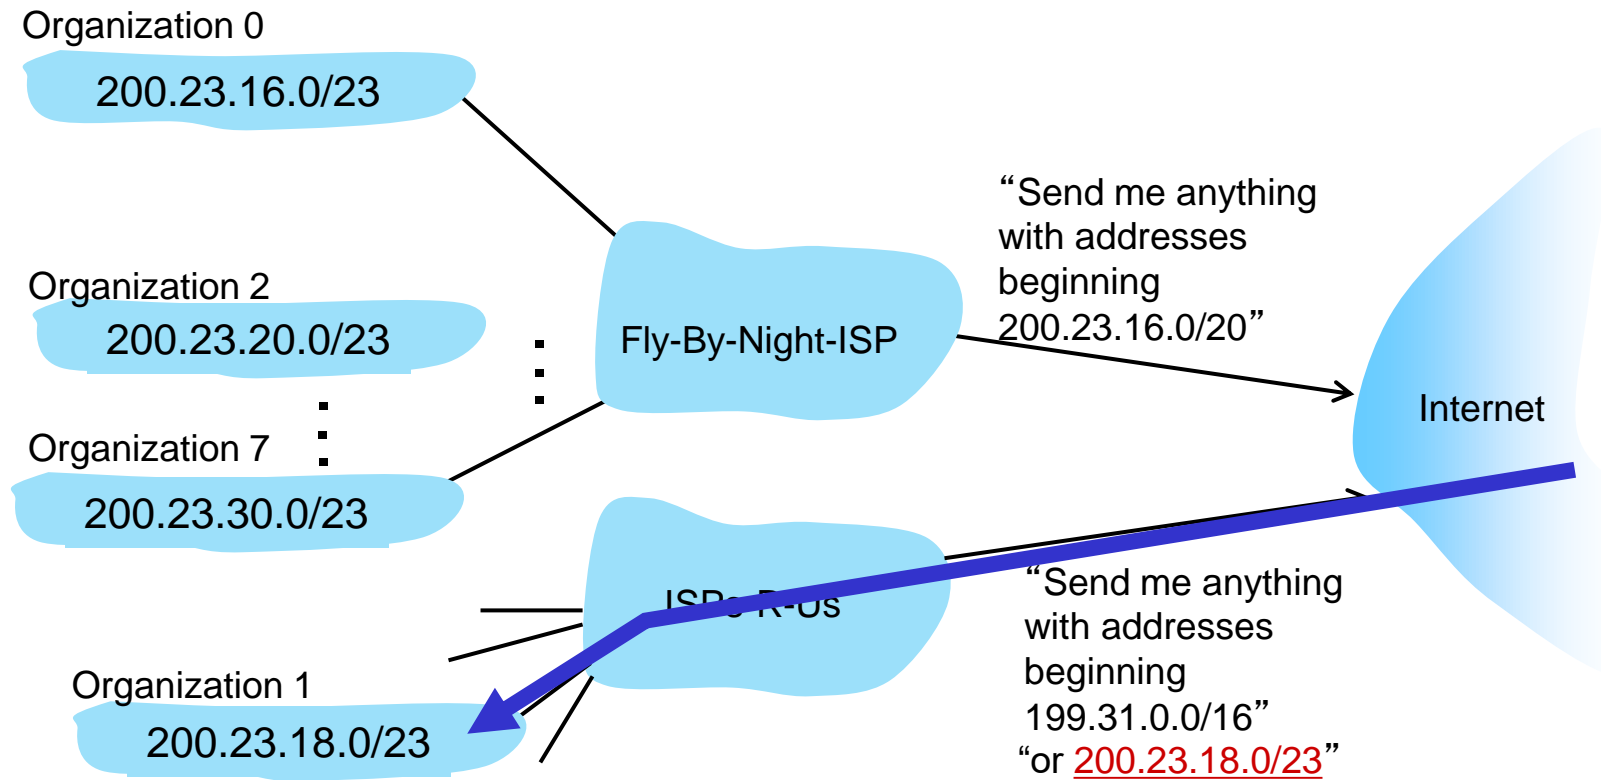 Organization 0
200.23.16.0/23
Organization 2
200.23.20.0/23
Organization 7
200.23.30.0/23
Fly-By-Night-ISP
“Send me anything
with addresses
beginning
200.23.16.0/20”
Internet
ISPs-R-Us
“Send me anything
with addresses
beginning
199.31.0.0/16”
“or 200.23.18.0/23”
Organization 1
200.23.18.0/23